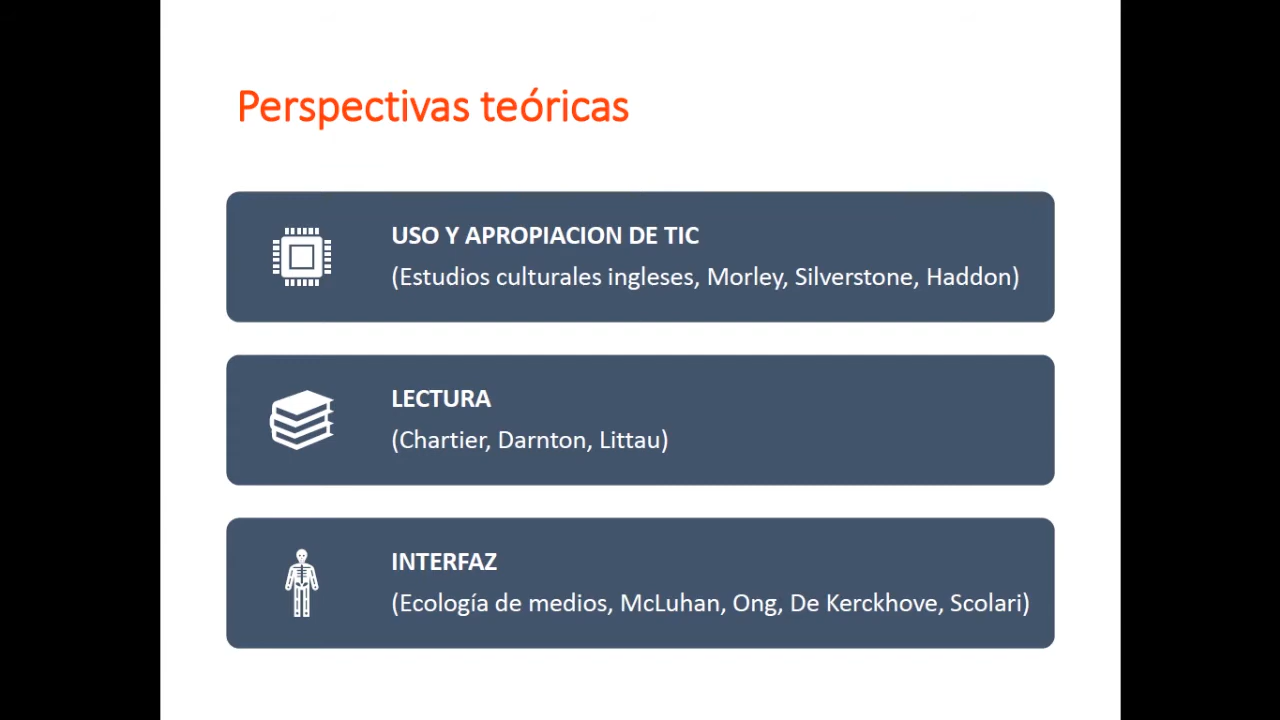 Perspectivas teóricas
USO Y APROPIACION DE TIC
(Estudios culturales ingleses, Morley, Silverstone, Haddon)
LECTURA
(Chartier, Darnton, Littau)
INTERFAZ
(Ecología de medios, McLuhan, Ong, De Kerckhove, Scolari)